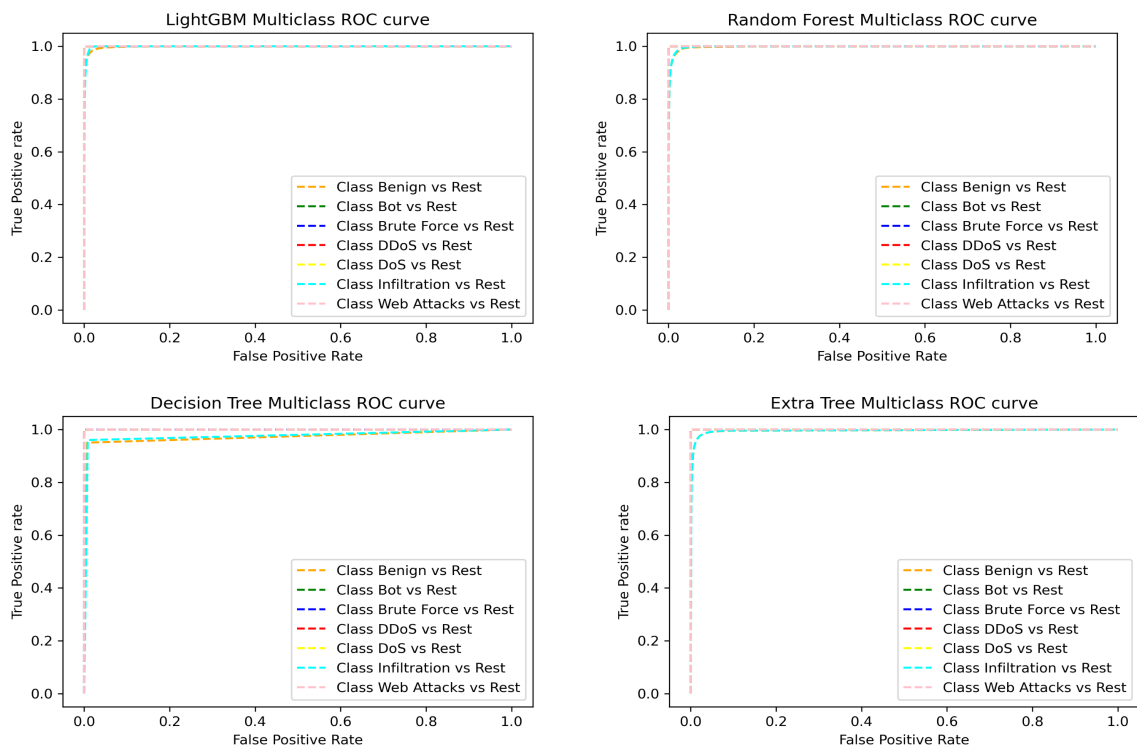 LightGBM Multiclass ROC curve
1.0
0.8
0.6
0.4
0.2
0.0
True Positive rate
Class Benign vs Rest
Class Bot vs Rest
Class Brute Force vs Rest
Class DDoS vs Rest
Class DoS vs Rest
Class Infiltration vs Rest
Class Web Attacks vs Rest
0.0 0.2 0.4 0.6 0.8 1.0
False Positive Rate
Random Forest Multiclass ROC curve
1.0
0.8
0.6
0.4
0.2
0.0
True Positive rate
Class Benign vs Rest
Class Bot vs Rest
Class Brute Force vs Rest
Class DDoS vs Rest
Class DoS vs Rest
Class Infiltration vs Rest
Class Web Attacks vs Rest
0.0 0.2 0.4 0.6 0.8 1.0
False Positive Rate
Decision Tree Multiclass ROC curve
1.0
0.8
0.6
0.4
0.2
0.0
True Positive rate
Class Benign vs Rest
Class Bot vs Rest
Class Brute Force vs Rest
Class DDoS vs Rest
Class DoS vs Rest
Class Infiltration vs Rest
Class Web Attacks vs Rest
0.0 0.2 0.4 0.6 0.8 1.0
False Positive Rate
Extra Tree Multiclass ROC curve
1.0
0.8
0.6
0.4
0.2
0.0
True Positive rate
Class Benign vs Rest
Class Bot vs Rest
Class Brute Force vs Rest
Class DDoS vs Rest
Class DoS vs Rest
Class Infiltration vs Rest
Class Web Attacks vs Rest
0.0 0.2 0.4 0.6 0.8 1.0
False Positive Rate